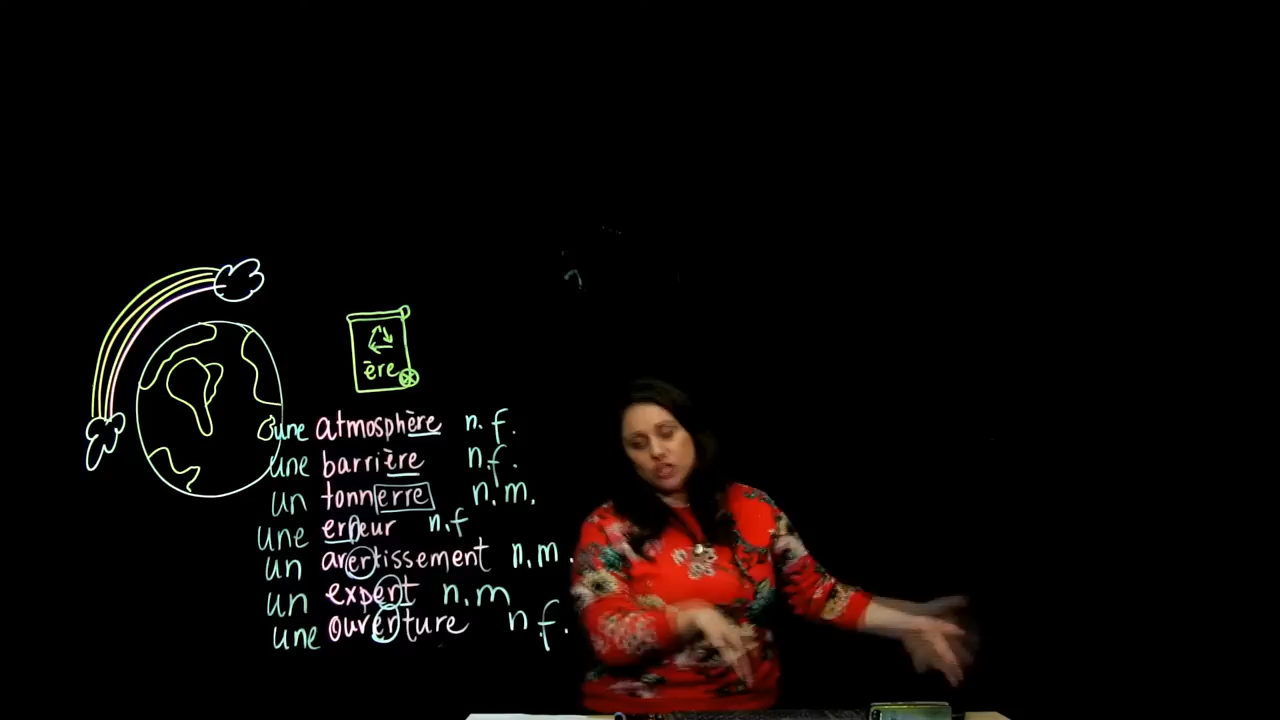 ère
une atmosphère n.f.
une barrière n.f.
un tonnerre n.m.
une erreur n.f
un avertissement n.m.
un expert n.m
une ouverture n.f.